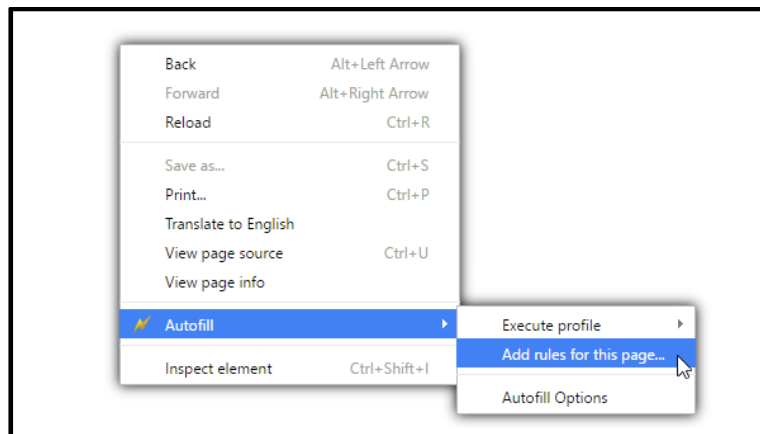 Back Alt+Left Arrow
Forward Alt+Right Arrow
Reload Ctrl+R
Save as... Ctrl+S
Print... Ctrl+P
Translate to English
View page source Ctrl+U
View page info
Autofill
Inspect element Ctrl+Shift+I
Execute profile
Add rules for this page...
Autofill Options